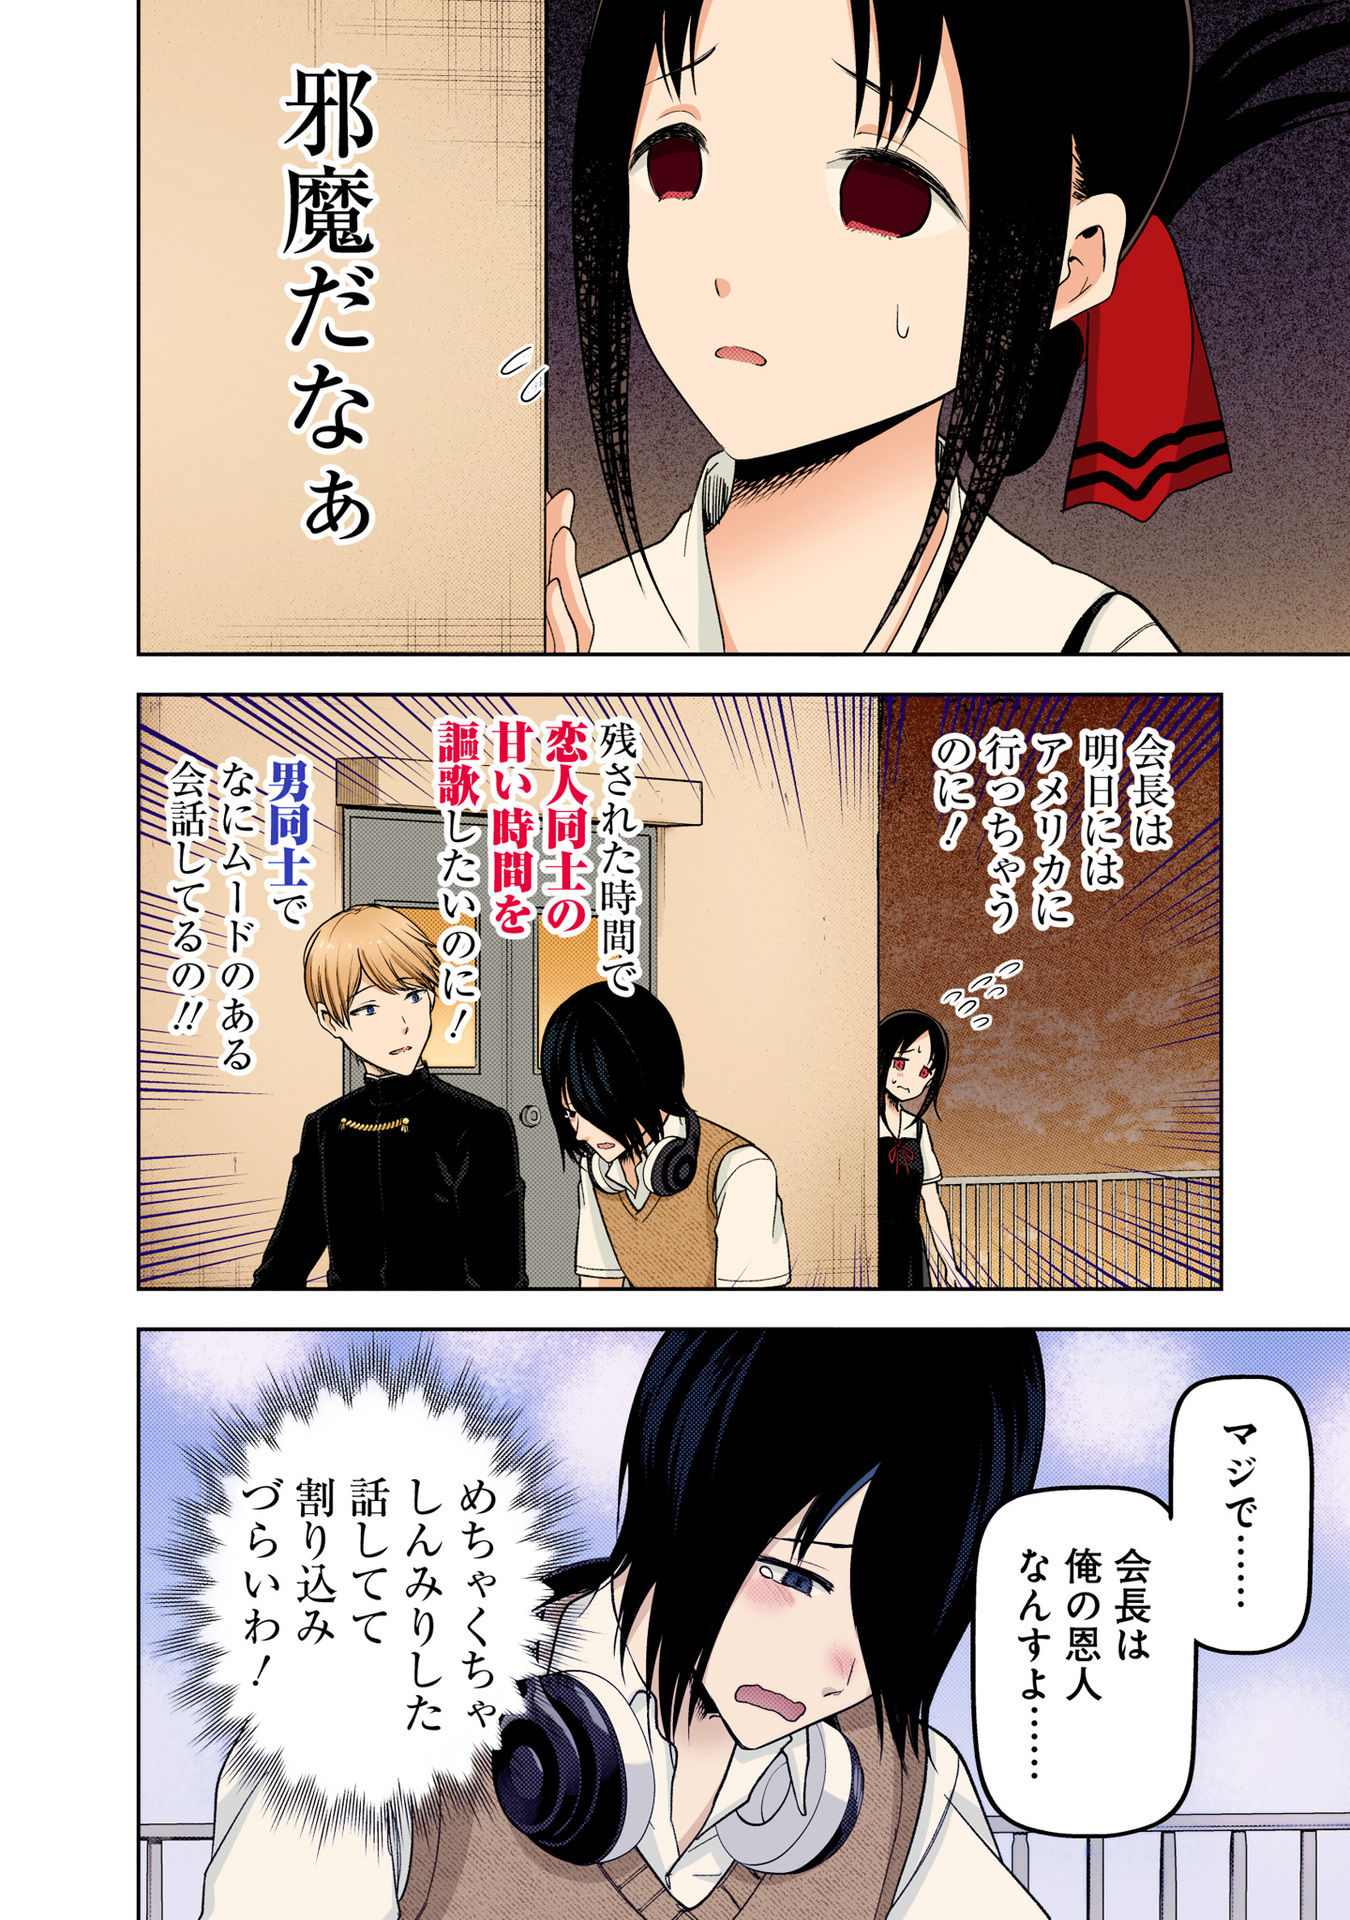 邪魔だなぁ
会長は
明日には
アメリカに
行っちゃう
のに！
残された時間で
恋人同士の
甘い時間を
謳歌したいのに！
男同士で
なにムードのある
会話してるの!!
マジで………
会長は
俺の恩人
なんすよ……
めちゃくちゃ
しんみりした
話してて
割り込み
づらいわ！